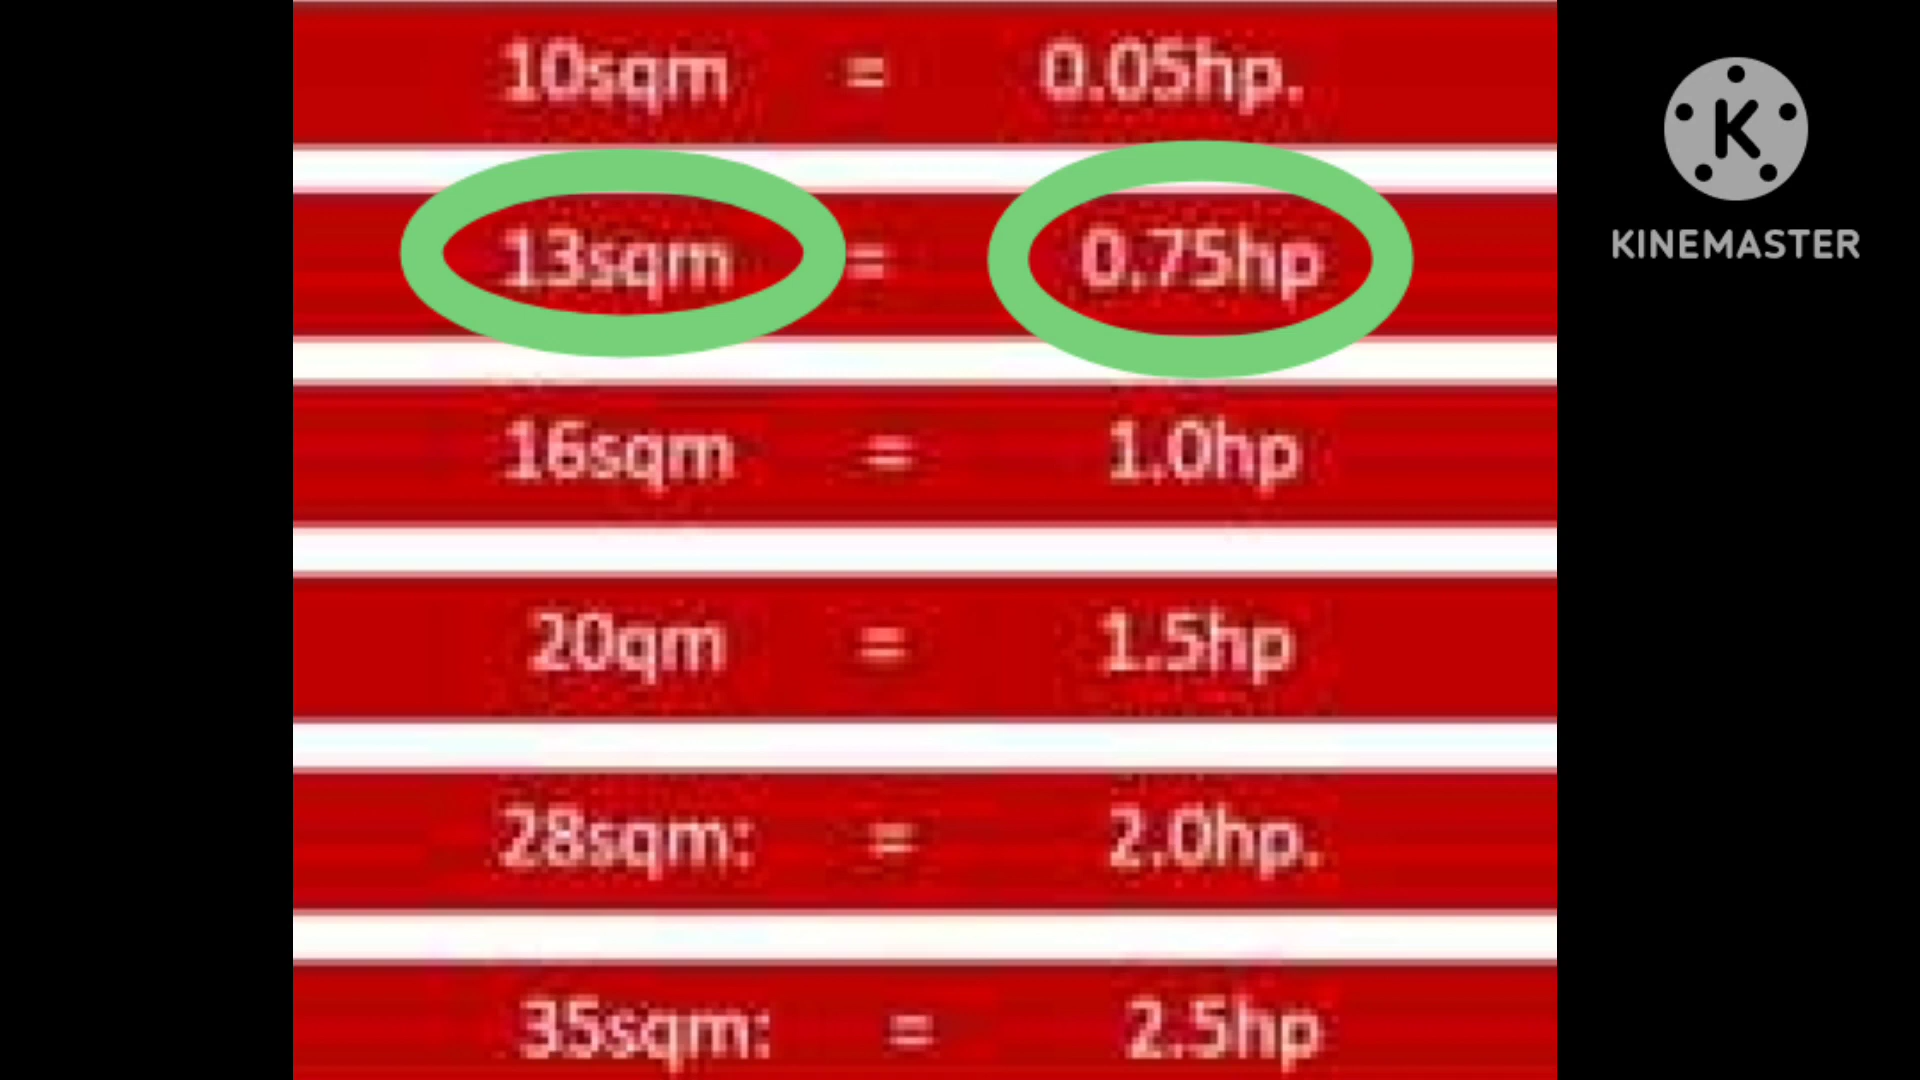 10sqm = 0.05hp.
13sqm = 0.75hp
16sqm = 1.0hp
20qm = 1.5hp
28sqm: = 2.0hp.
35sqm: = 2.5hp
K
KINEMASTER